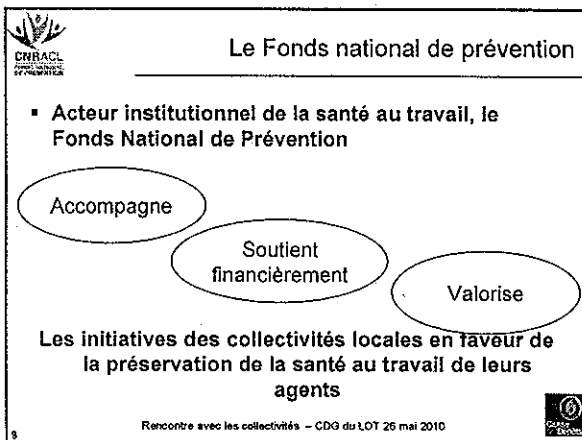 CNRACL
Le Fonds national de prévention
▪ Acteur institutionnel de la santé au travail, le
Fonds National de Prévention
Accompagne
Soutient
financièrement
Valorise
Les initiatives des collectivités locales en faveur de
la préservation de la santé au travail de leurs
agents
Rencontre avec les collectivités – CDG du LOT 26 mai 2010
9